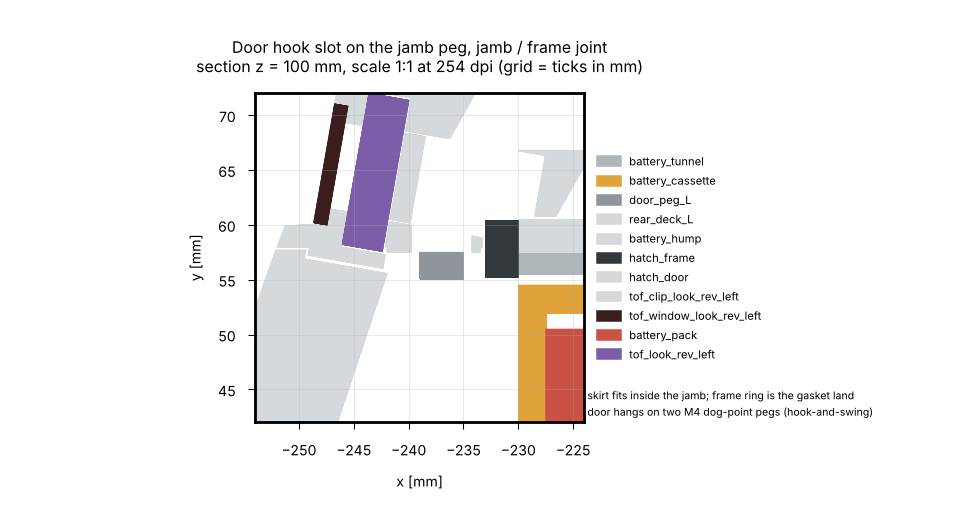 Door hook slot on the jamb peg, jamb / frame joint
section z = 100 mm, scale 1:1 at 254 dpi (grid = ticks in mm)
70
65
60
55
50
45
y [mm]
−250
−245
−240
−235
−230
−225
x [mm]
battery_tunnel
battery_cassette
door_peg_L
rear_deck_L
battery_hump
hatch_frame
hatch_door
tof_clip_look_rev_left
tof_window_look_rev_left
battery_pack
tof_look_rev_left
skirt fits inside the jamb; frame ring is the gasket land
door hangs on two M4 dog-point pegs (hook-and-swing)